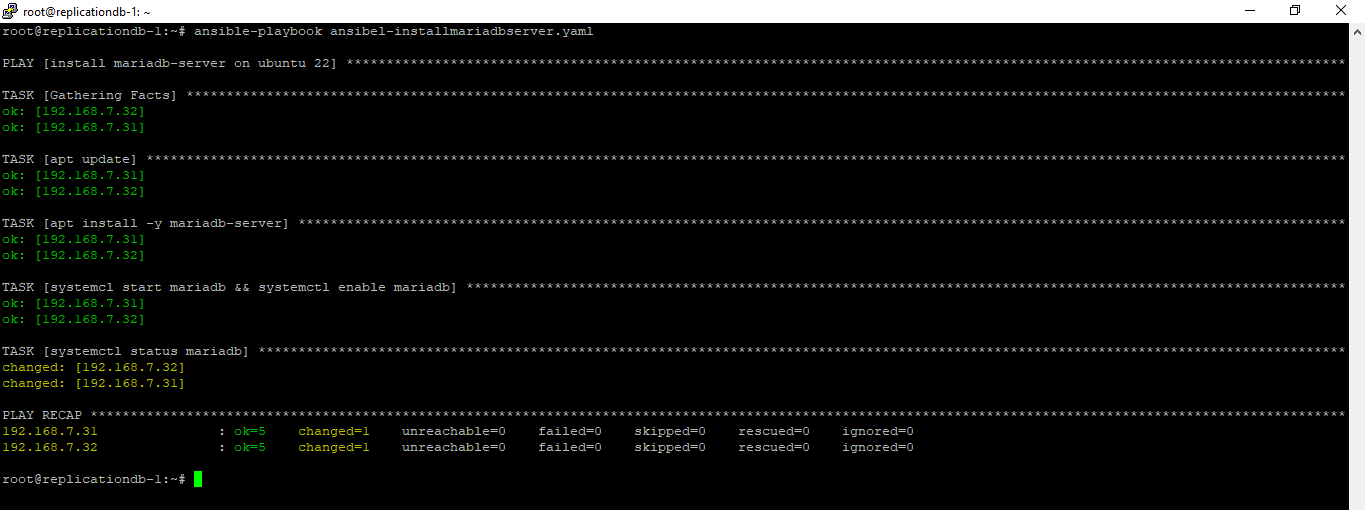 root@replicationdb-1: ~
root@replicationdb-1:~# ansible-playbook ansibel-installmariadbserver.yaml
PLAY [install mariadb-server on ubuntu 22] *****************************************************************************************************************************
TASK [Gathering Facts] *************************************************************************************************************************************************
ok: [192.168.7.32]
ok: [192.168.7.31]
TASK [apt update] ******************************************************************************************************************************************************
ok: [192.168.7.31]
ok: [192.168.7.32]
TASK [apt install -y mariadb-server] ***********************************************************************************************************************************
ok: [192.168.7.31]
ok: [192.168.7.32]
TASK [systemcl start mariadb && systemctl enable mariadb] **************************************************************************************************************
ok: [192.168.7.31]
ok: [192.168.7.32]
TASK [systemctl status mariadb] ****************************************************************************************************************************************
changed: [192.168.7.32]
changed: [192.168.7.31]
PLAY RECAP *************************************************************************************************************************************************************
192.168.7.31               : ok=5    changed=1    unreachable=0    failed=0    skipped=0    rescued=0    ignored=0
192.168.7.32               : ok=5    changed=1    unreachable=0    failed=0    skipped=0    rescued=0    ignored=0
root@replicationdb-1:~#